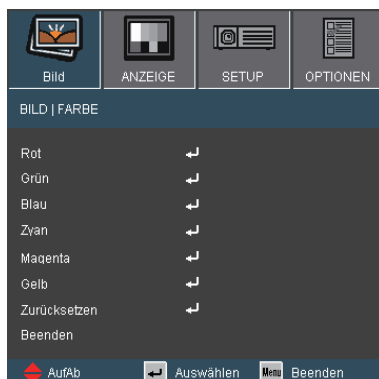 Bild ANZEIGE SETUP OPTIONEN
BILD | FARBE
Rot
Grün
Blau
Zyan
Magenta
Gelb
Zurücksetzen
Beenden
AufAb Auswählen Menu Beenden